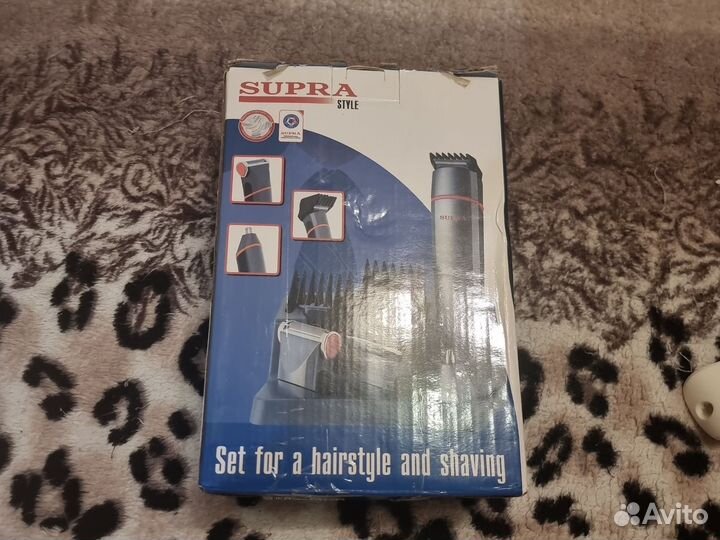 SUPRA
STYLE
SUPRA
SUPRA
Set for a hairstyle and shaving
Avito